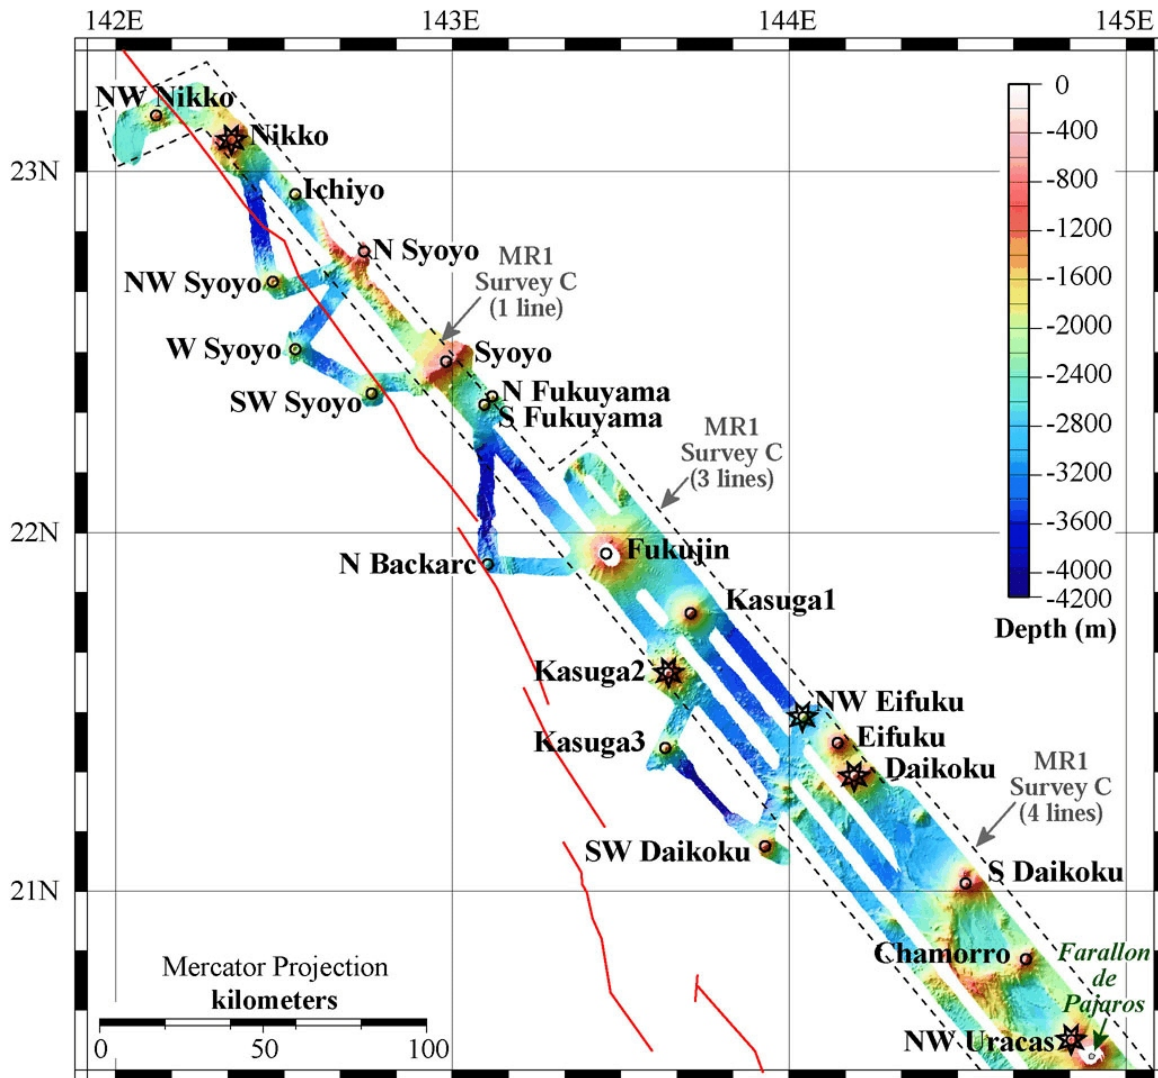 142E
143E
144E
145E
NW Nikko
Nikko
23N
Ichiyo
N Syoyo
MR1
Survey C
(1 line)
NW Syoyo
W Syoyo
Syoyo
SW Syoyo
N Fukuyama
S Fukuyama
MR1
Survey C
(3 lines)
22N
Fukujin
N Backarc
Kasuga1
Kasuga2
NW Eifuku
Kasuga3
Eifuku
Daikoku
MR1
Survey C
(4 lines)
SW Daikoku
S Daikoku
21N
Chamorro
Farallon
de
Pajaros
NW Uracas
0
-400
-800
-1200
-1600
-2000
-2400
-2800
-3200
-3600
-4000
-4200
Depth (m)
Mercator Projection
kilometers
0
50
100